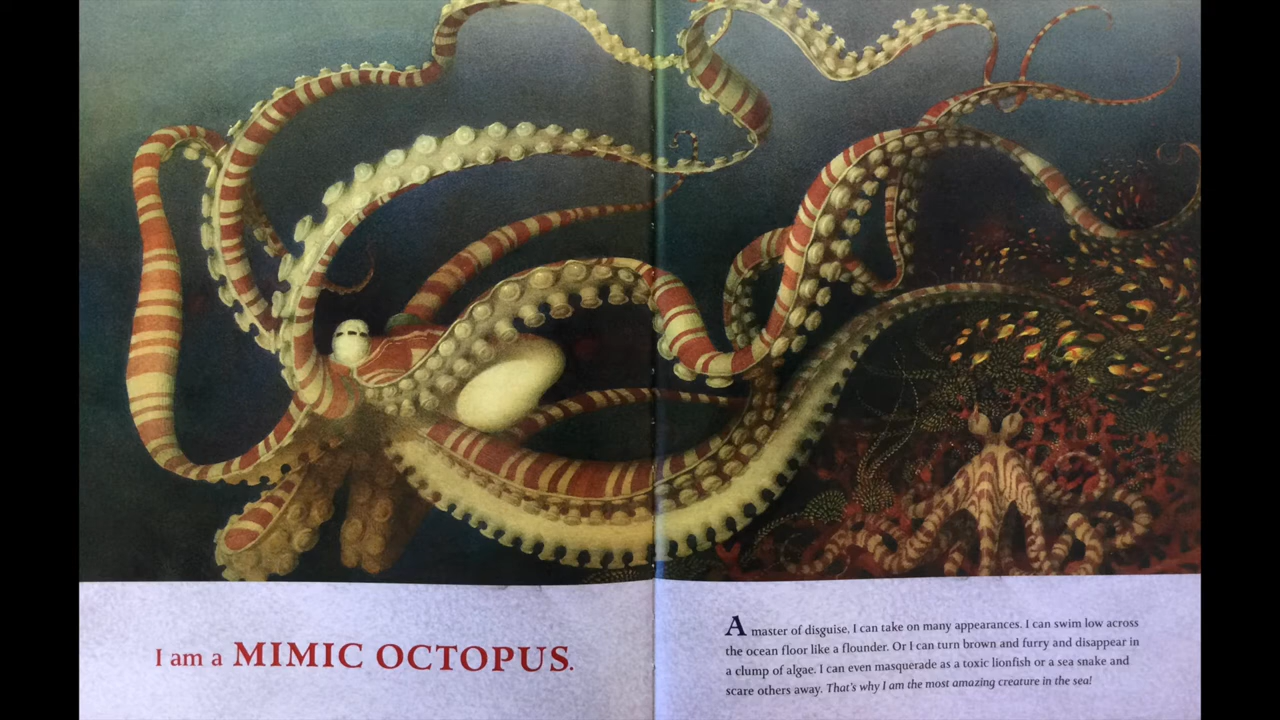 I am a MIMIC OCTOPUS.
A master of disguise, I can take on many appearances. I can swim low across
the ocean floor like a flounder. Or I can turn brown and furry and disappear in
a clump of algae. I can even masquerade as a toxic lionfish or a sea snake and
scare others away. That's why I am the most amazing creature in the sea!